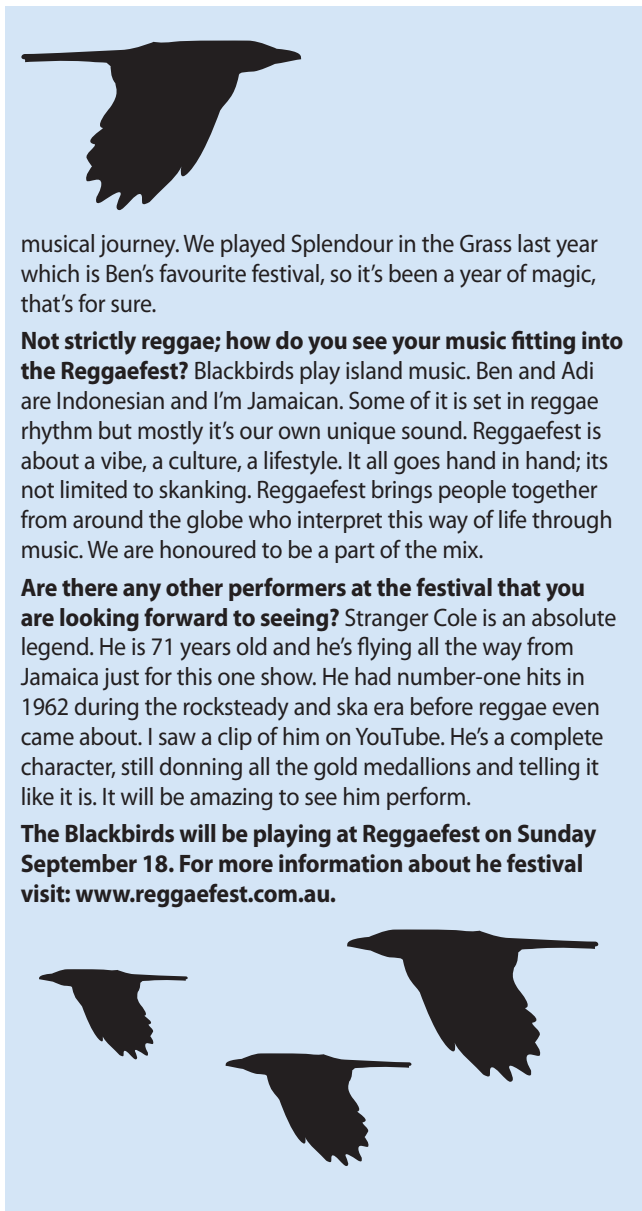 musical journey. We played Splendour in the Grass last year
which is Ben’s favourite festival, so it’s been a year of magic,
that’s for sure.
Not strictly reggae; how do you see your music fitting into
the Reggaefest? Blackbirds play island music. Ben and Adi
are Indonesian and I’m Jamaican. Some of it is set in reggae
rhythm but mostly it’s our own unique sound. Reggaefest is
about a vibe, a culture, a lifestyle. It all goes hand in hand; its
not limited to skanking. Reggaefest brings people together
from around the globe who interpret this way of life through
music. We are honoured to be a part of the mix.
Are there any other performers at the festival that you
are looking forward to seeing? Stranger Cole is an absolute
legend. He is 71 years old and he’s flying all the way from
Jamaica just for this one show. He had number-one hits in
1962 during the rocksteady and ska era before reggae even
came about. I saw a clip of him on YouTube. He’s a complete
character, still donning all the gold medallions and telling it
like it is. It will be amazing to see him perform.
The Blackbirds will be playing at Reggaefest on Sunday
September 18. For more information about he festival
visit: www.reggaefest.com.au.